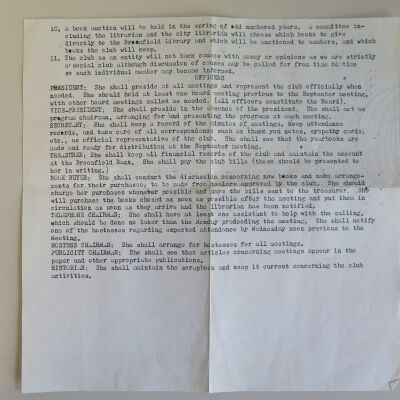 10. A book auction will be held in the spring of odd numbered years. A committee in-
cluding the librarian and the city librarian will choose which books to give
directly to the Broomfield library and which will be auctioned to members, and which
books the club will keep.
11. The club as an entity will not back causes with money or opinions as we are strictly
a social club although discussion of causes may be called for from time to time
so each individual member may become informed.
OFFICERS
PRESIDENT: She shall preside at all meetings and represent the club officially when
needed. She should hold at least one board meeting previous to the September meeting,
with other board meetings called as needed. (All officers constitute the Board).
VICE-PRESIDENT: She shall preside in the absence of the president. She shall act as
program chairman, arranging for and presenting the programs at each meeting.
SECRETARY: She shall keep a record of the minutes of meetings, keep attendance
records, and take care of all correspondence such as thank you notes, sympathy cards,
etc., as official representative of the club. She shall see that the yearbooks are
made and ready for distribution at the September meeting.
TREASURER: She shall keep all financial records of the club and maintain the account
at the Broomfield Bank. She shall pay the club bills (these should be presented to
her in writing.)
BOOK BUYER: She shall conduct the discussion concerning new books and make arrange-
ments for their purchases, to be made from dealers approved by the club. She should
charge her purchases whenever possible and have the bills sent to the treasurer. She
will purchase the books chosed as soon as possible after the meeting and put them in
circulation as soon as they arrive and the librarian has been notified.
TELEPHONE CHAIRMAN: She shall have at least one assistant to help with the calling,
which should be done no later than the Monday preceeding the meeting. She shall notify
one of the hostesses regarding expected attendance by Wednesday noon previous to the
meeting.
HOSTESS CHAIRMAN: She shall arrange for hostesses for all meetings.
PUBLICITY CHAIRMAN: She shall see that articles concerning meetings appear in the
paper and other appropriate publications.
HISTORIAN: She shall maintain the scrapbook and keep it current concerning the club
activities.